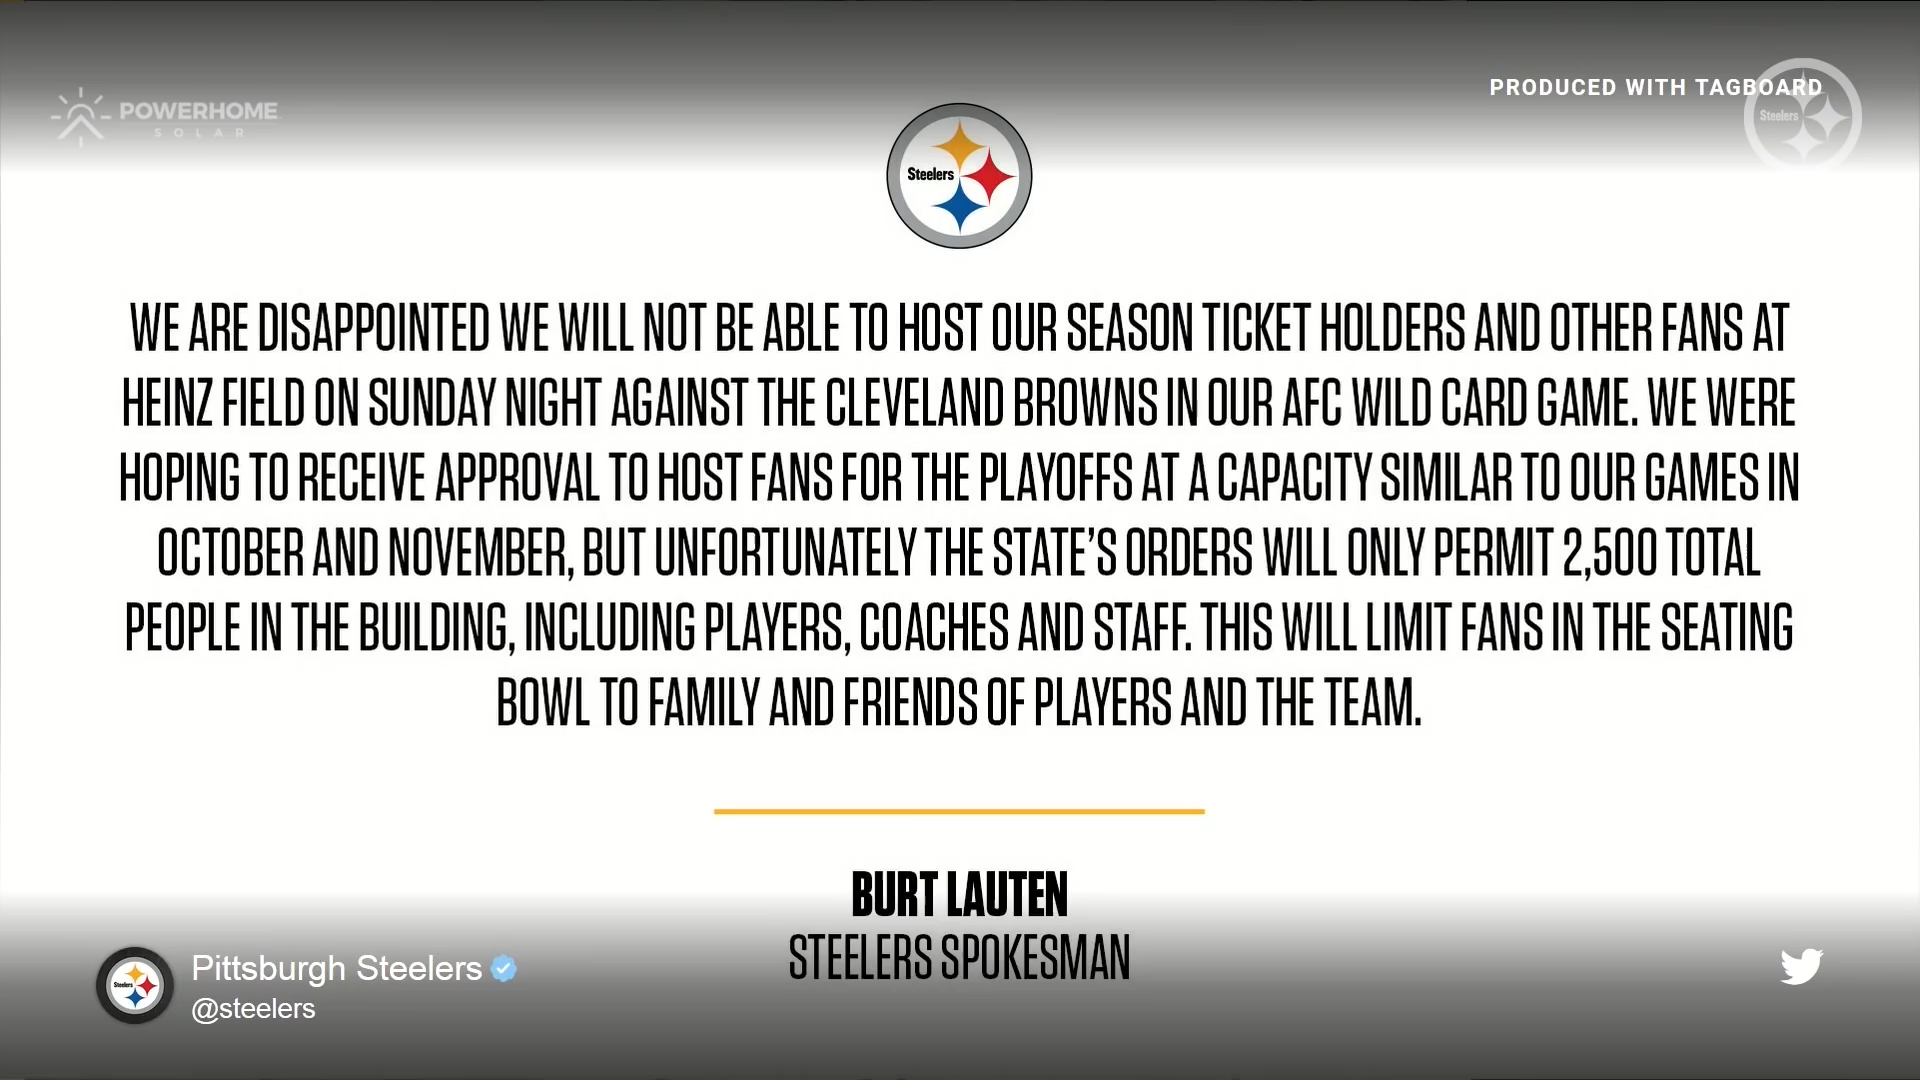 PRODUCED WITH TAGBOARD
POWERHOME
SOLAR
Steelers
Steelers
WE ARE DISAPPOINTED WE WILL NOT BE ABLE TO HOST OUR SEASON TICKET HOLDERS AND OTHER FANS AT
HEINZ FIELD ON SUNDAY NIGHT AGAINST THE CLEVELAND BROWNS IN OUR AFC WILD CARD GAME. WE WERE
HOPING TO RECEIVE APPROVAL TO HOST FANS FOR THE PLAYOFFS AT A CAPACITY SIMILAR TO OUR GAMES IN
OCTOBER AND NOVEMBER, BUT UNFORTUNATELY THE STATE'S ORDERS WILL ONLY PERMIT 2,500 TOTAL
PEOPLE IN THE BUILDING, INCLUDING PLAYERS, COACHES AND STAFF. THIS WILL LIMIT FANS IN THE SEATING
BOWL TO FAMILY AND FRIENDS OF PLAYERS AND THE TEAM.
BURT LAUTEN
STEELERS SPOKESMAN
Steelers
Pittsburgh Steelers
@steelers